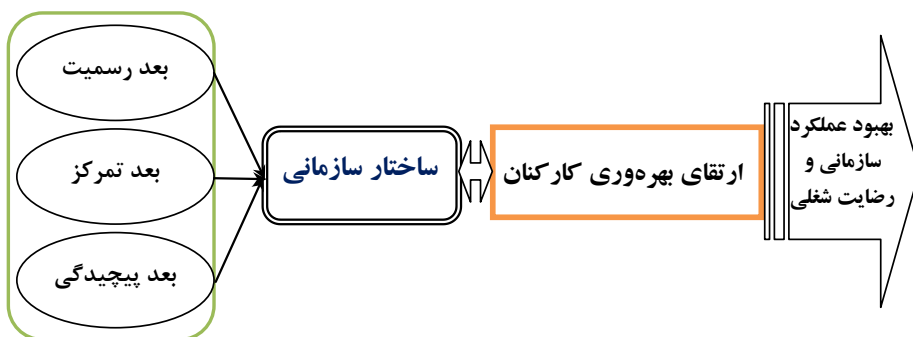 بعد رسمیت
بعد تمرکز
بعد پیچیدگی
ساختار سازمانی
ارتقای بهره‌وری کارکنان
بهبود عملکرد
سازمانی و
رضایت شغلی